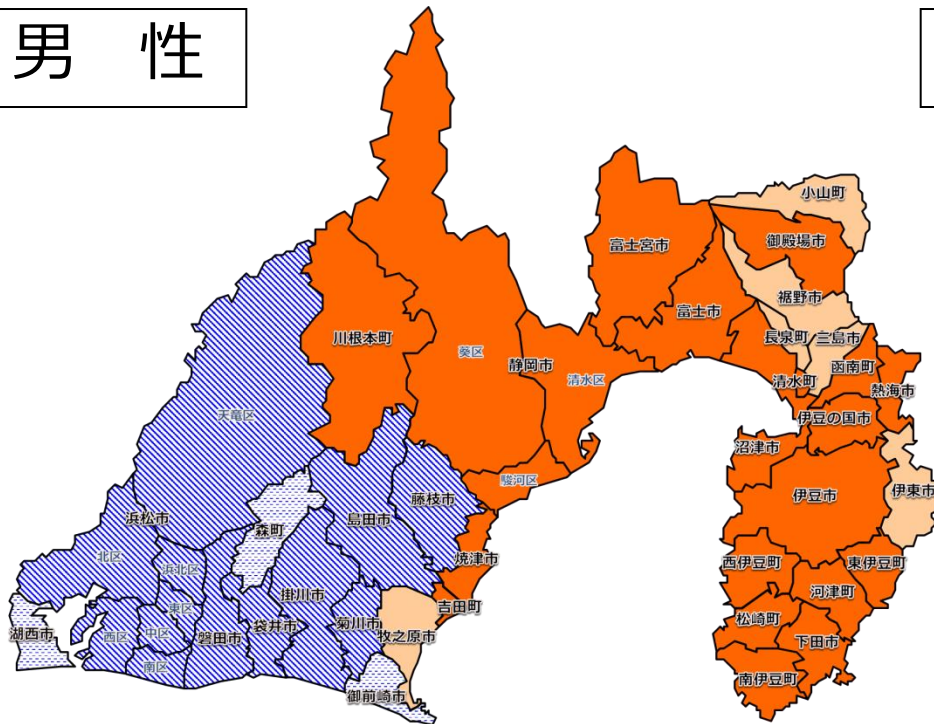 男 性
小山町
富士宮市
御殿場市
裾野市
富士市
川根本町
長泉町
三島市
葵区
静岡市
函南町
清水区
清水町
熱海市
天竜区
伊豆の国市
沼津市
駿河区
藤枝市
伊東市
伊豆市
浜松市
島田市
森町
北区
浜北区
焼津市
西伊豆町
東伊豆町
掛川市
河津町
東区
吉田町
松崎町
湖西市
西区
中区
磐田市
袋井市
菊川市
牧之原市
下田市
南区
南伊豆町
御前崎市